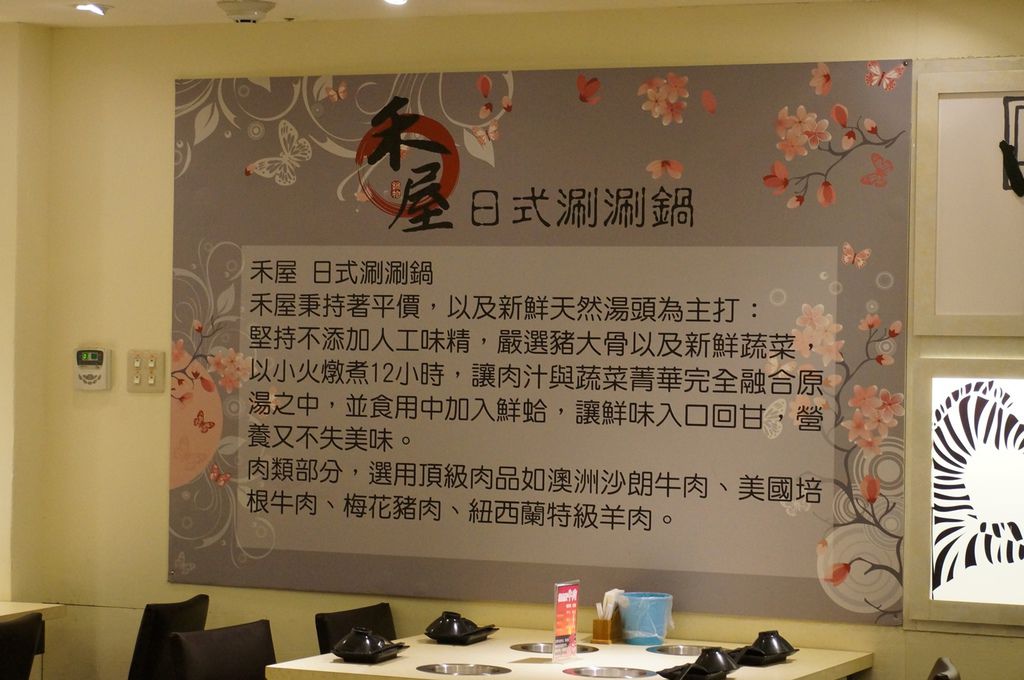 禾屋
鍋物
日式涮涮鍋
禾屋 日式涮涮鍋
禾屋秉持著平價，以及新鮮天然湯頭為主打：
堅持不添加人工味精，嚴選豬大骨以及新鮮蔬菜，
以小火燉煮12小時，讓肉汁與蔬菜菁華完全融合原
湯之中，並食用中加入鮮蛤，讓鮮味入口回甘，營
養又不失美味。
肉類部分，選用頂級肉品如澳洲沙朗牛肉、美國培
根牛肉、梅花豬肉、紐西蘭特級羊肉。